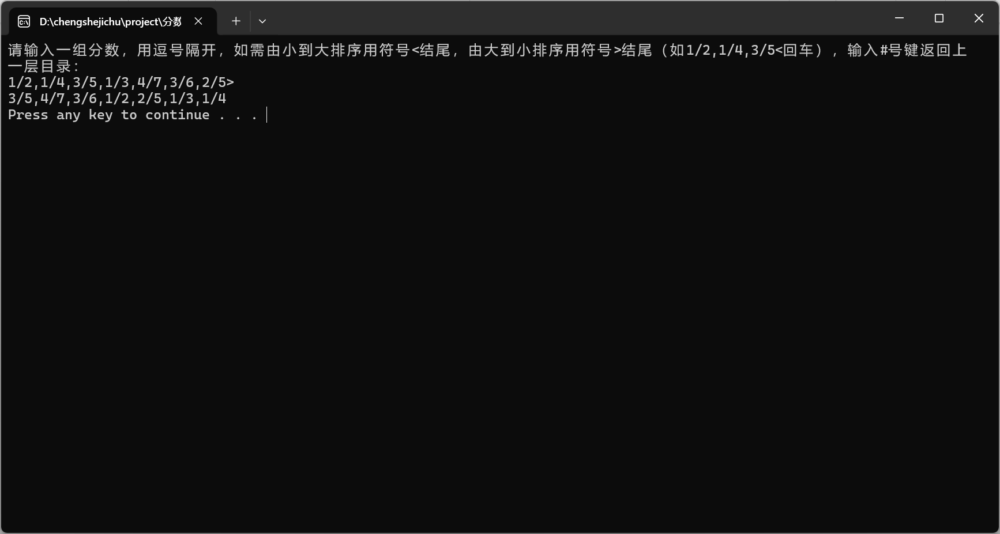 D:\chengshejichu\project\分数
请输入一组分数，用逗号隔开，如需由小到大排序用符号<结尾，由大到小排序用符号>结尾（如1/2,1/4,3/5<回车），输入#号键返回上
一层目录：
1/2,1/4,3/5,1/3,4/7,3/6,2/5>
3/5,4/7,3/6,1/2,2/5,1/3,1/4
Press any key to continue . . .